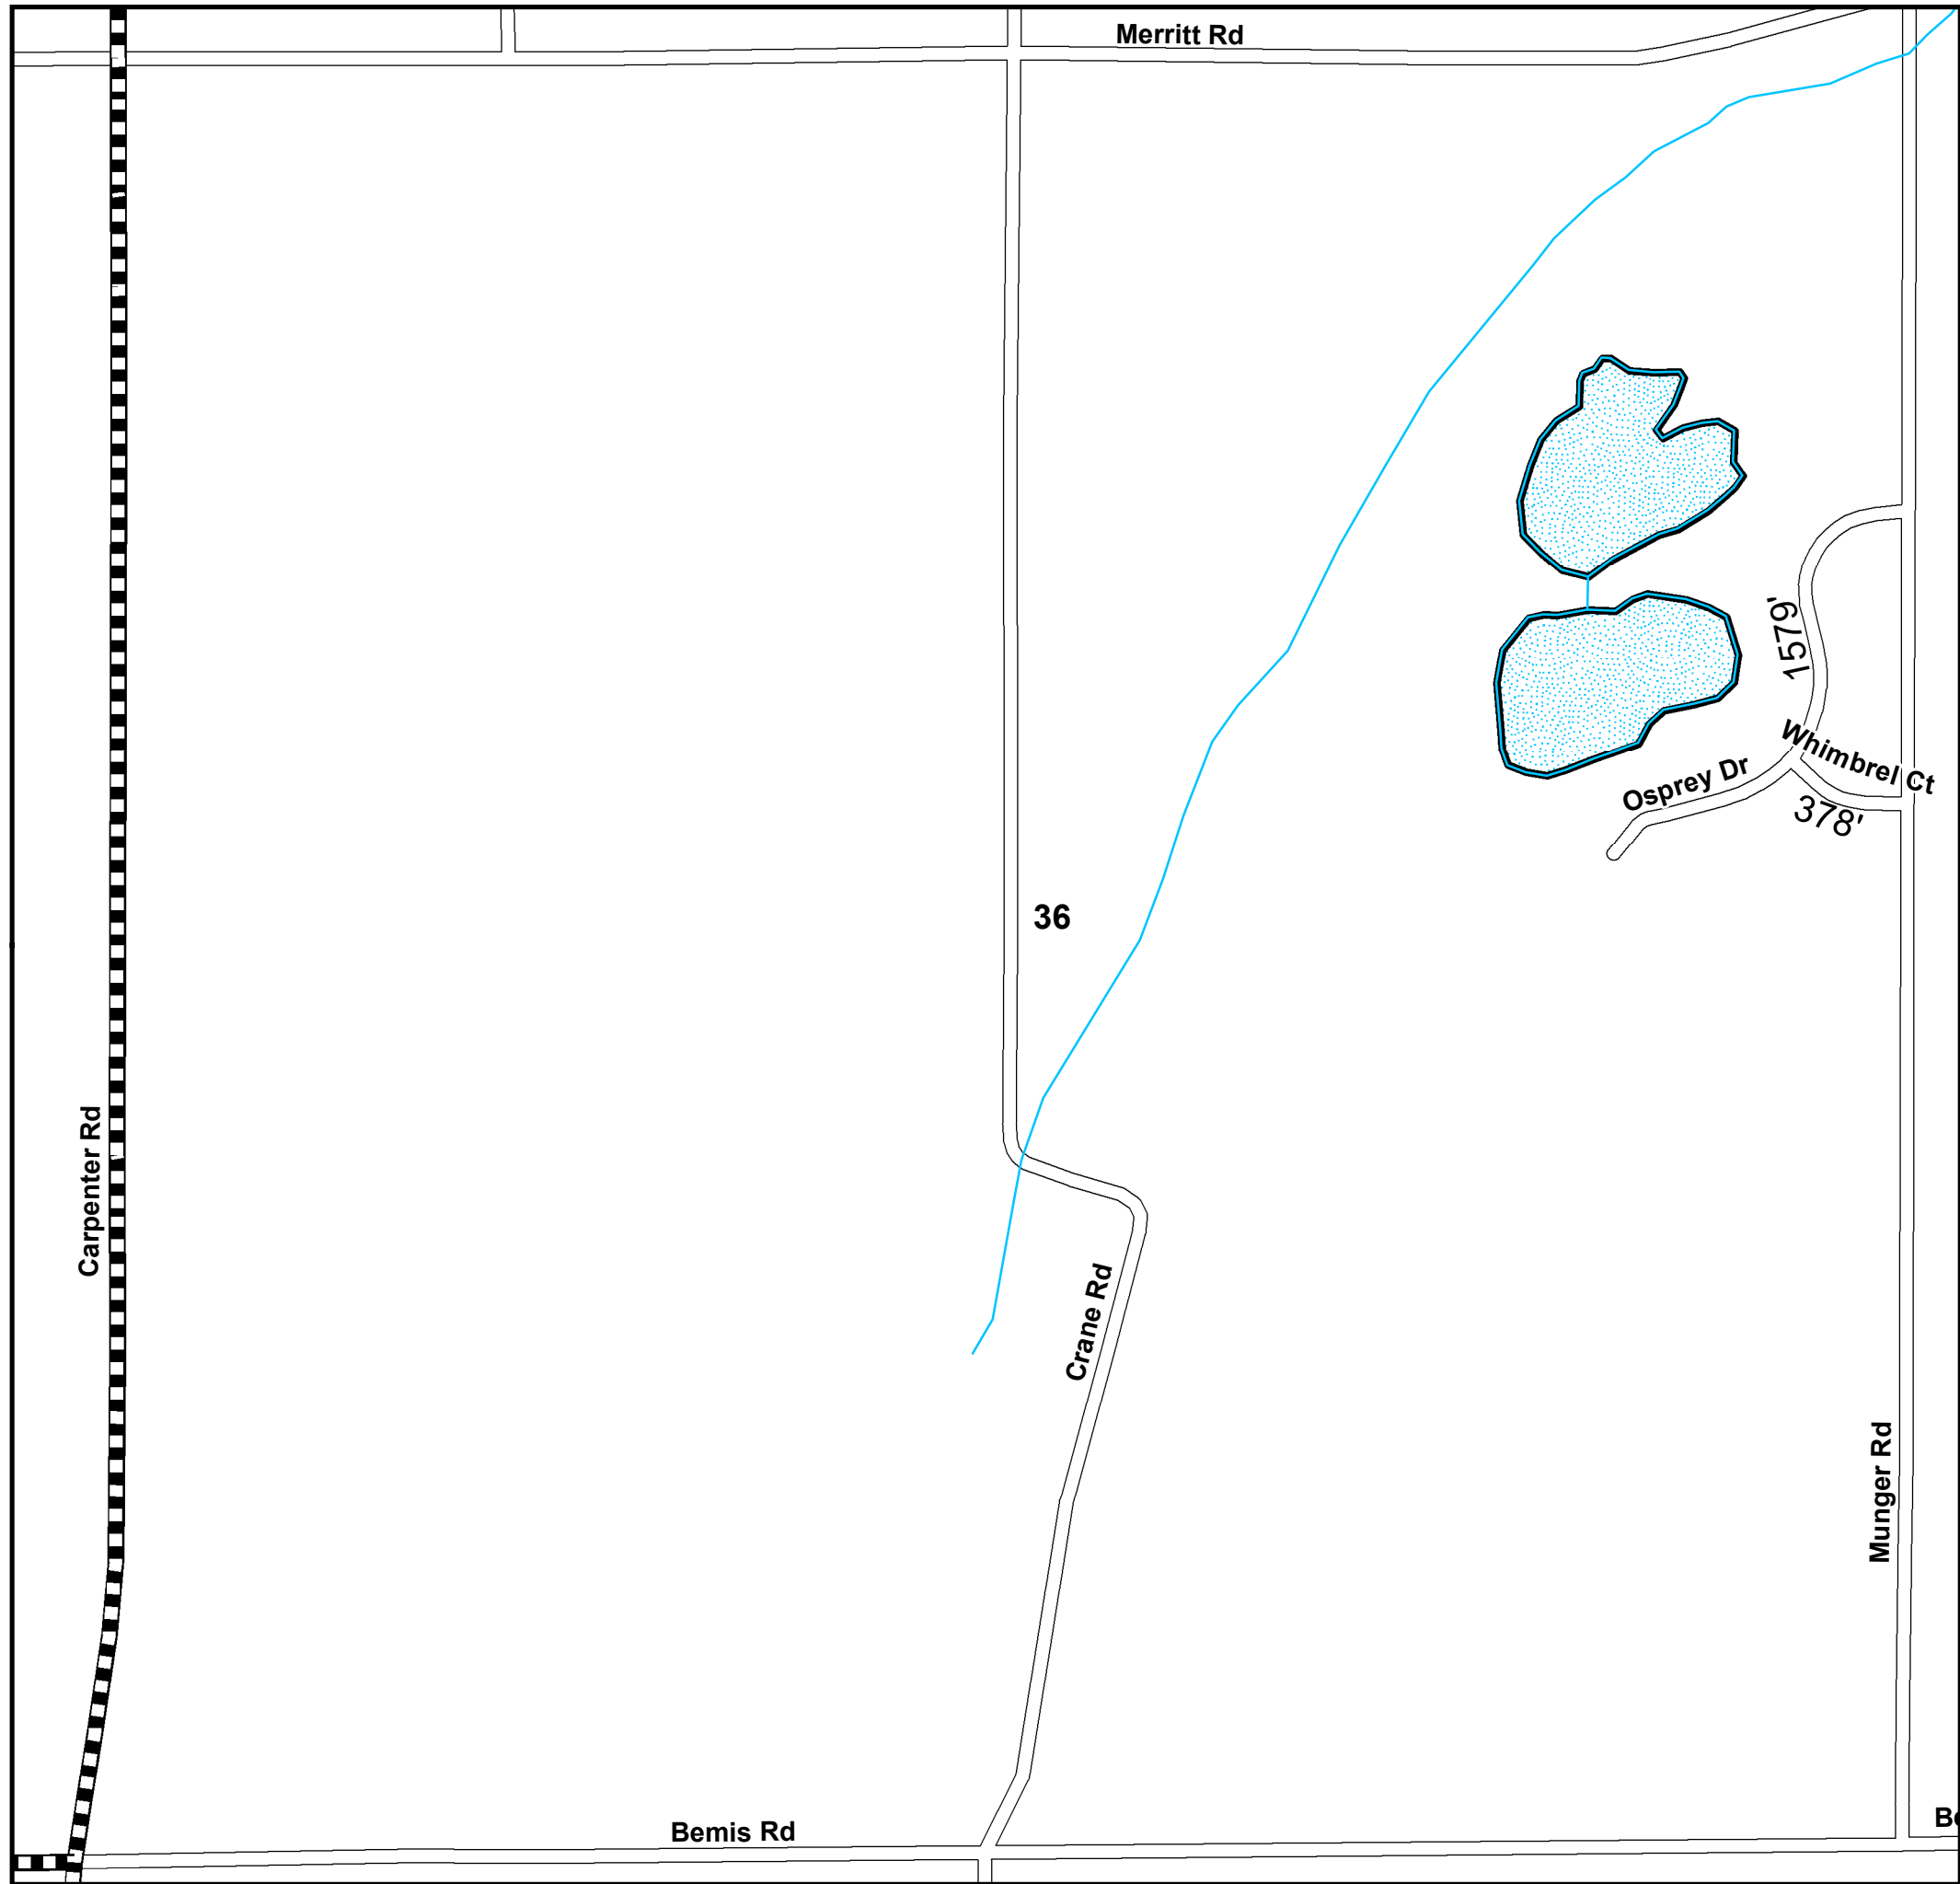 Merritt Rd
1579'
Whimbrel Ct
Osprey Dr
378'
36
Carpenter Rd
Crane Rd
Munger Rd
Bemis Rd